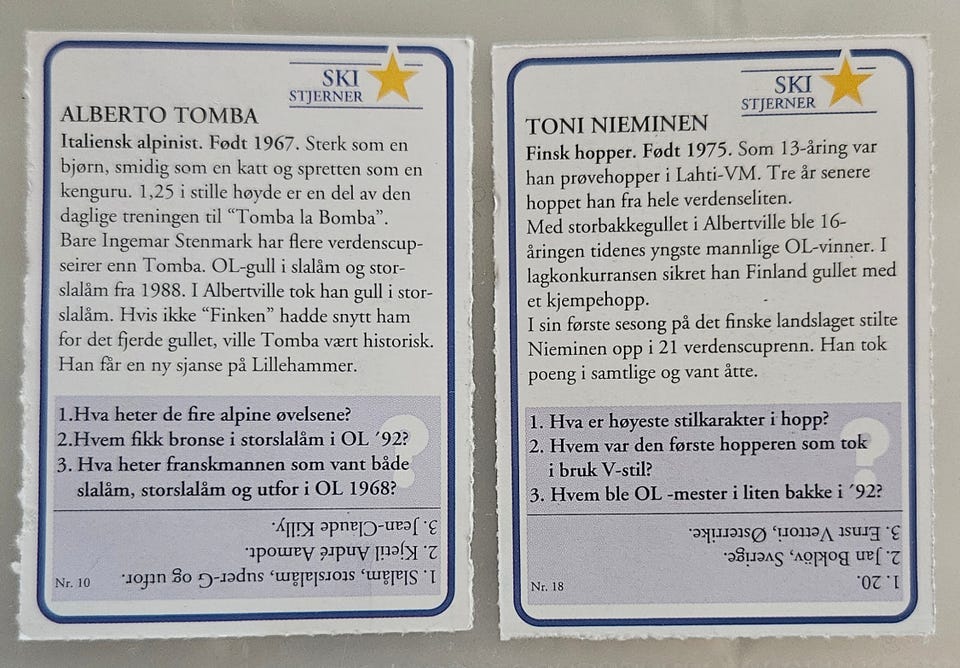 SKI
STJERNER
ALBERTO TOMBA
Italiensk alpinist. Født 1967. Sterk som en
bjørn, smidig som en katt og spretten som en
kenguru. 1,25 i stille høyde er en del av den
daglige treningen til “Tomba la Bomba”.
Bare Ingemar Stenmark har flere verdenscup-
seirer enn Tomba. OL-gull i slalåm og stor-
slalåm fra 1988. I Albertville tok han gull i stor-
slalåm. Hvis ikke “Finken” hadde snytt ham
for det fjerde gullet, ville Tomba vært historisk.
Han får en ny sjanse på Lillehammer.
1.Hva heter de fire alpine øvelsene?
2.Hvem fikk bronse i storslalåm i OL ´92?
3. Hva heter franskmannen som vant både
slalåm, storslalåm og utfor i OL 1968?
1. Slalåm, storslalåm, super-G og utfor.
2. Kjetil André Aamodt.
3. Jean-Claude Killy.
Nr. 10
SKI
STJERNER
TONI NIEMINEN
Finsk hopper. Født 1975. Som 13-åring var
han prøvehopper i Lahti-VM. Tre år senere
hoppet han fra hele verdenseliten.
Med storbakkegullet i Albertville ble 16-
åringen tidenes yngste mannlige OL-vinner. I
lagkonkurransen sikret han Finland gullet med
et kjempehopp.
I sin første sesong på det finske landslaget stilte
Nieminen opp i 21 verdenscuprenn. Han tok
poeng i samtlige og vant åtte.
1. Hva er høyeste stilkarakter i hopp?
2. Hvem var den første hopperen som tok
i bruk V-stil?
3. Hvem ble OL -mester i liten bakke i ´92?
1. 20.
2. Jan Boklöv, Sverige.
3. Ernst Vettori, Østerrike.
Nr. 18